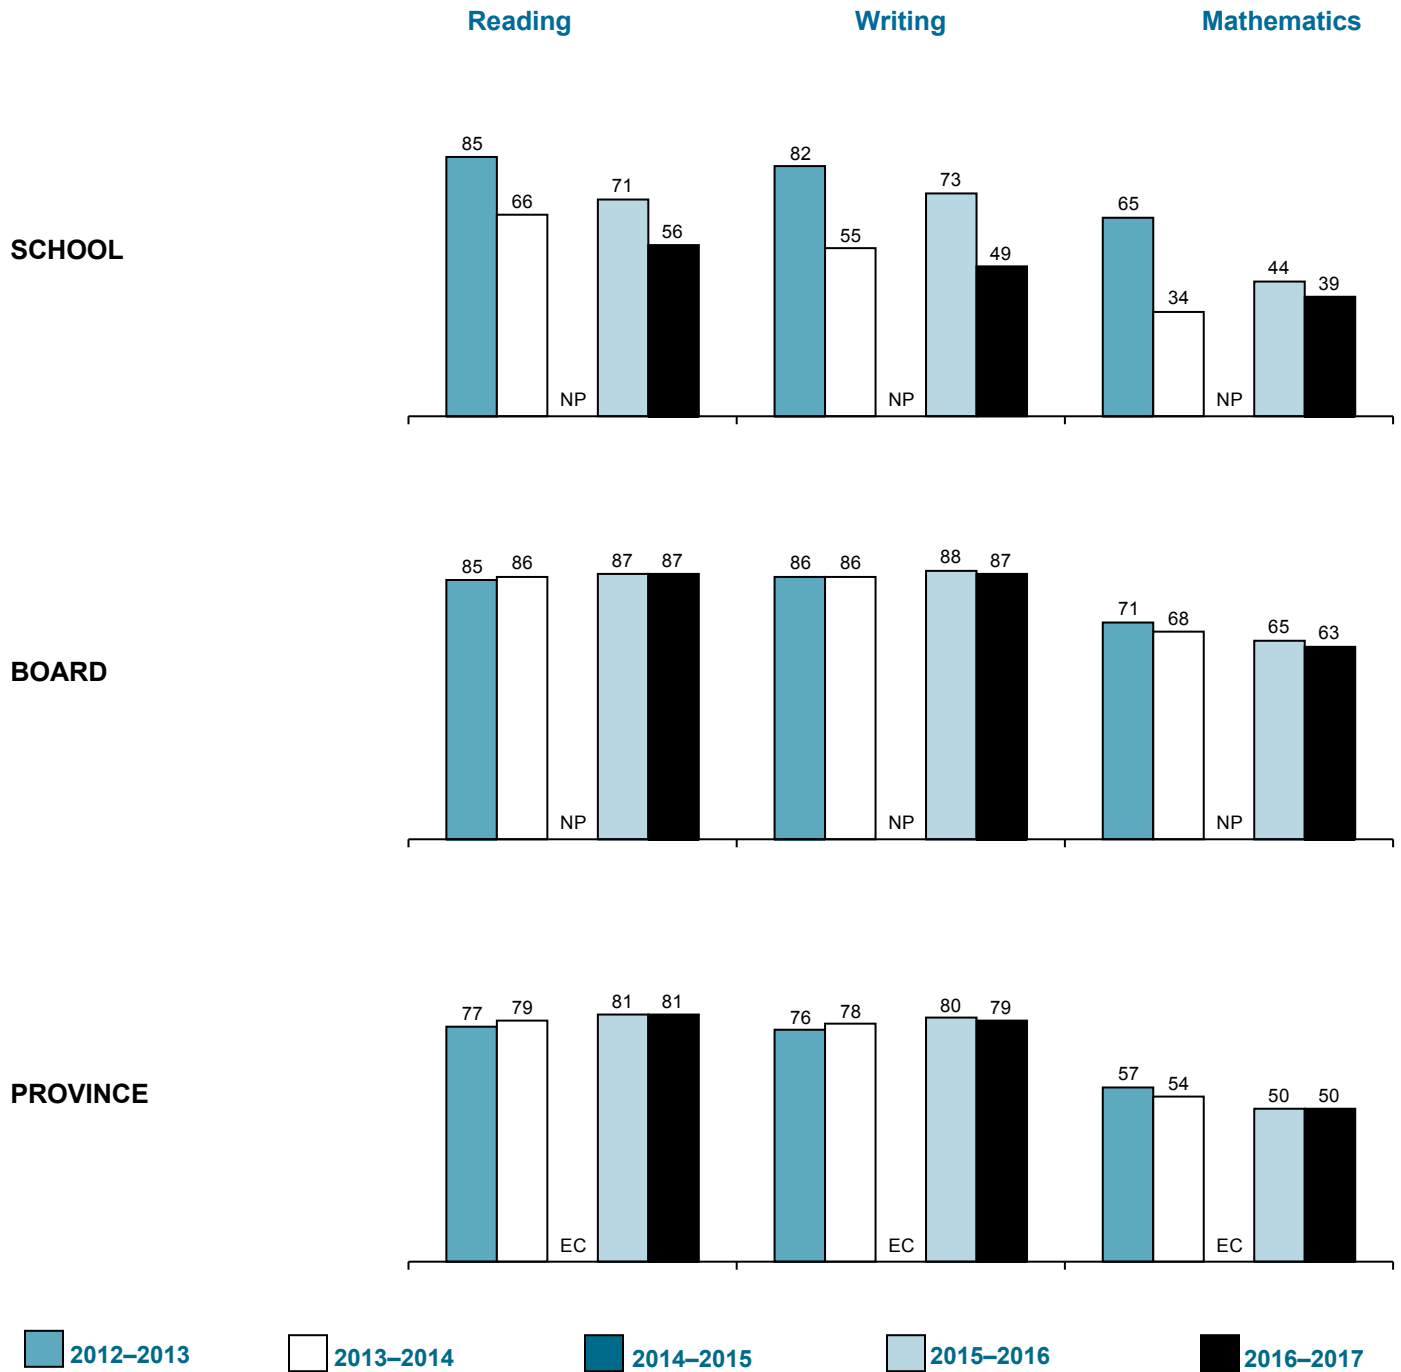 Reading Writing Mathematics
SCHOOL
85 66 NP 71 56 82 55 NP 73 49 65 34 NP 44 39
BOARD
85 86 NP 87 87 86 86 NP 88 87 71 68 NP 65 63
PROVINCE
77 79 EC 81 81 76 78 EC 80 79 57 54 EC 50 50
2012–2013 2013–2014 2014–2015 2015–2016 2016–2017